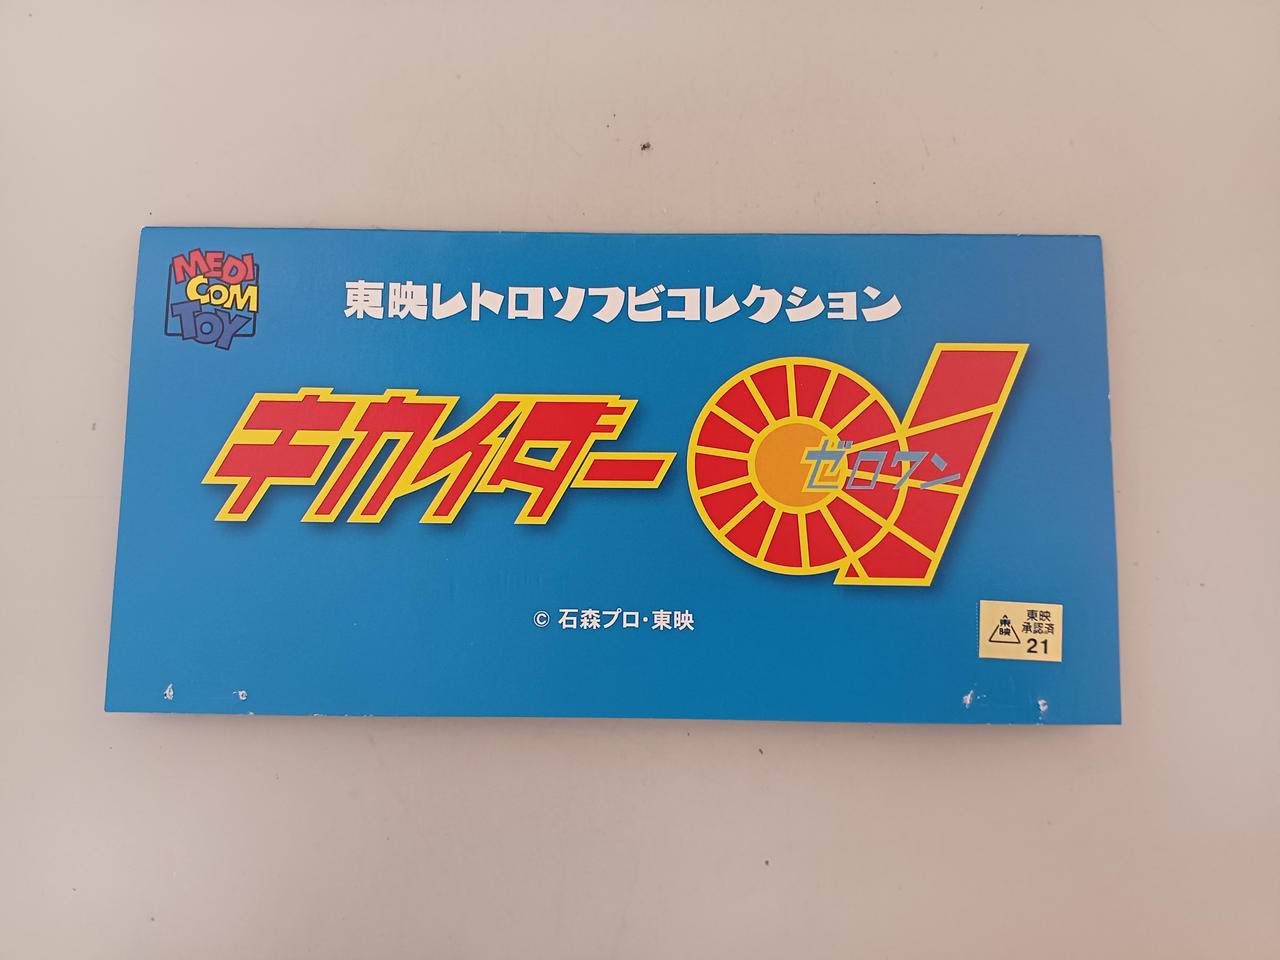 MEDI
COM
TOY
東映レトロソフビコレクション
キカイダー01
ゼロワン
© 石森プロ・東映
東映
東映
承認済
21